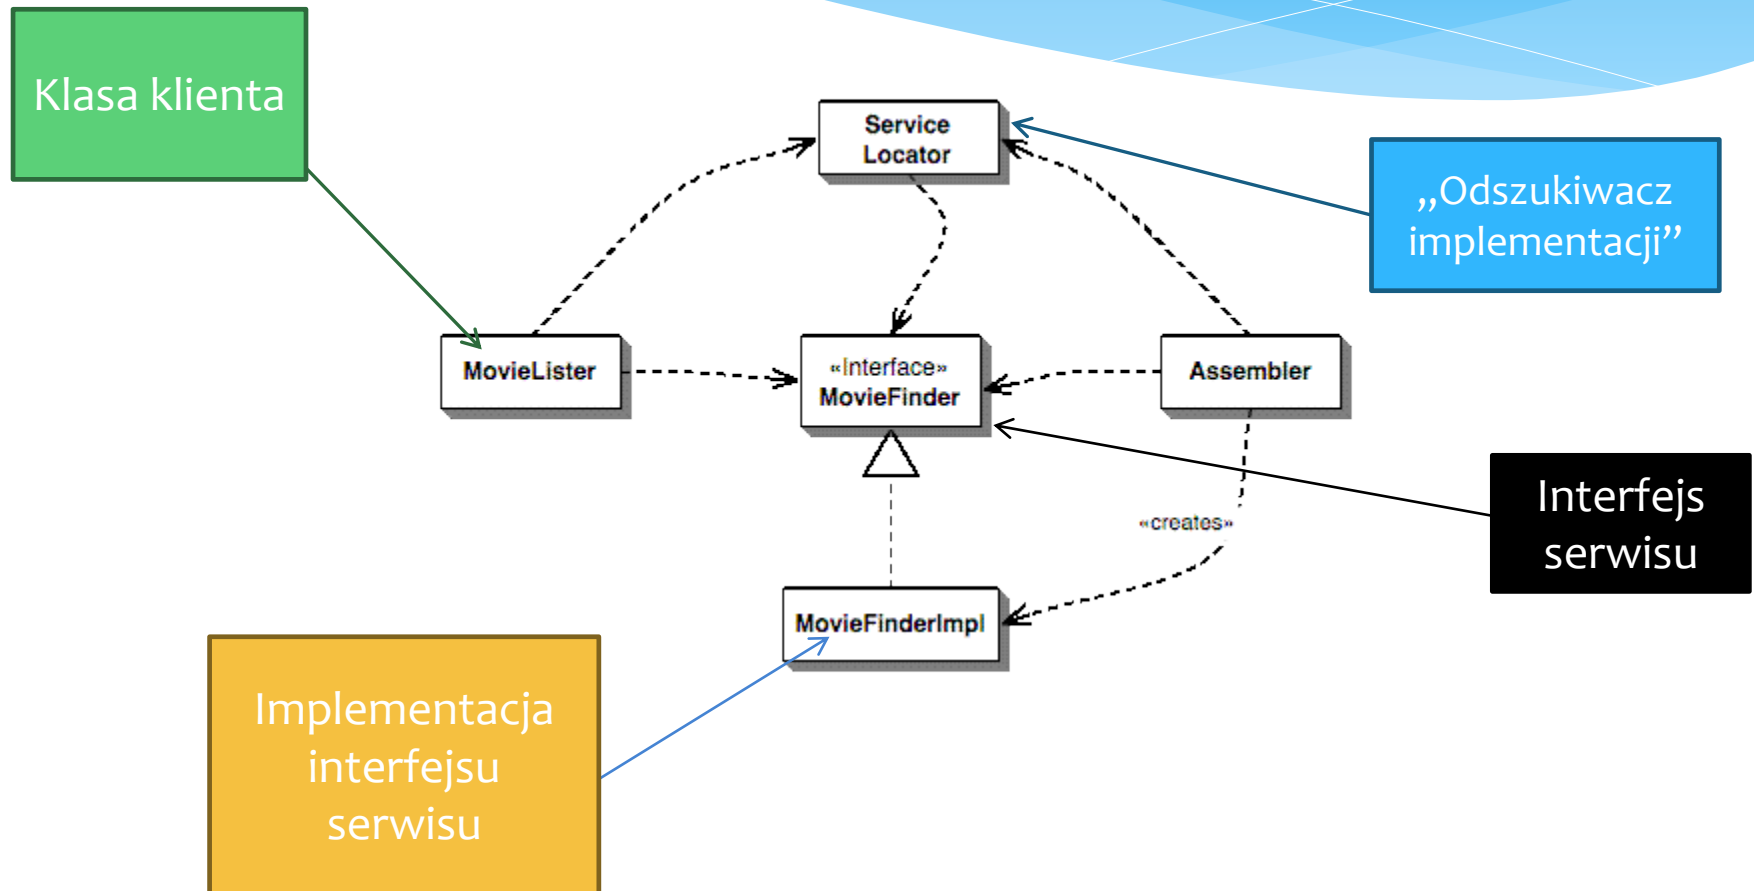 Klasa klienta
Service
Locator
„Odszukiwacz
implementacji”
MovieLister
«Interface»
MovieFinder
Assembler
Interfejs
serwisu
«creates»
MovieFinderImpl
Implementacja
interfejsu
serwisu